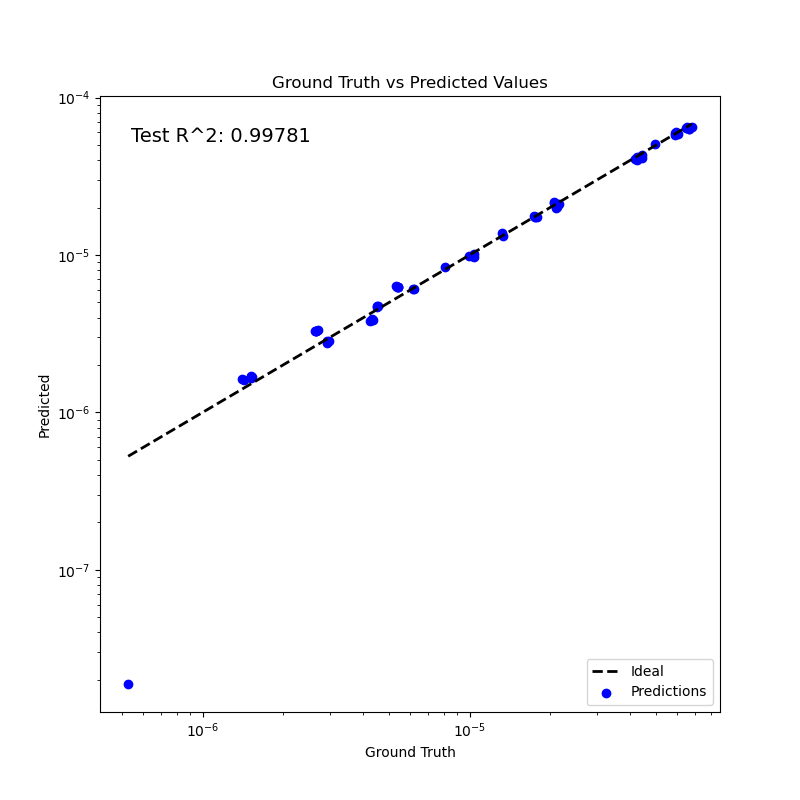 Ground Truth vs Predicted Values
Test R^2: 0.99781
10⁻⁴
10⁻⁵
10⁻⁶
10⁻⁷
Predicted
Ideal
Predictions
10⁻⁶
10⁻⁵
Ground Truth